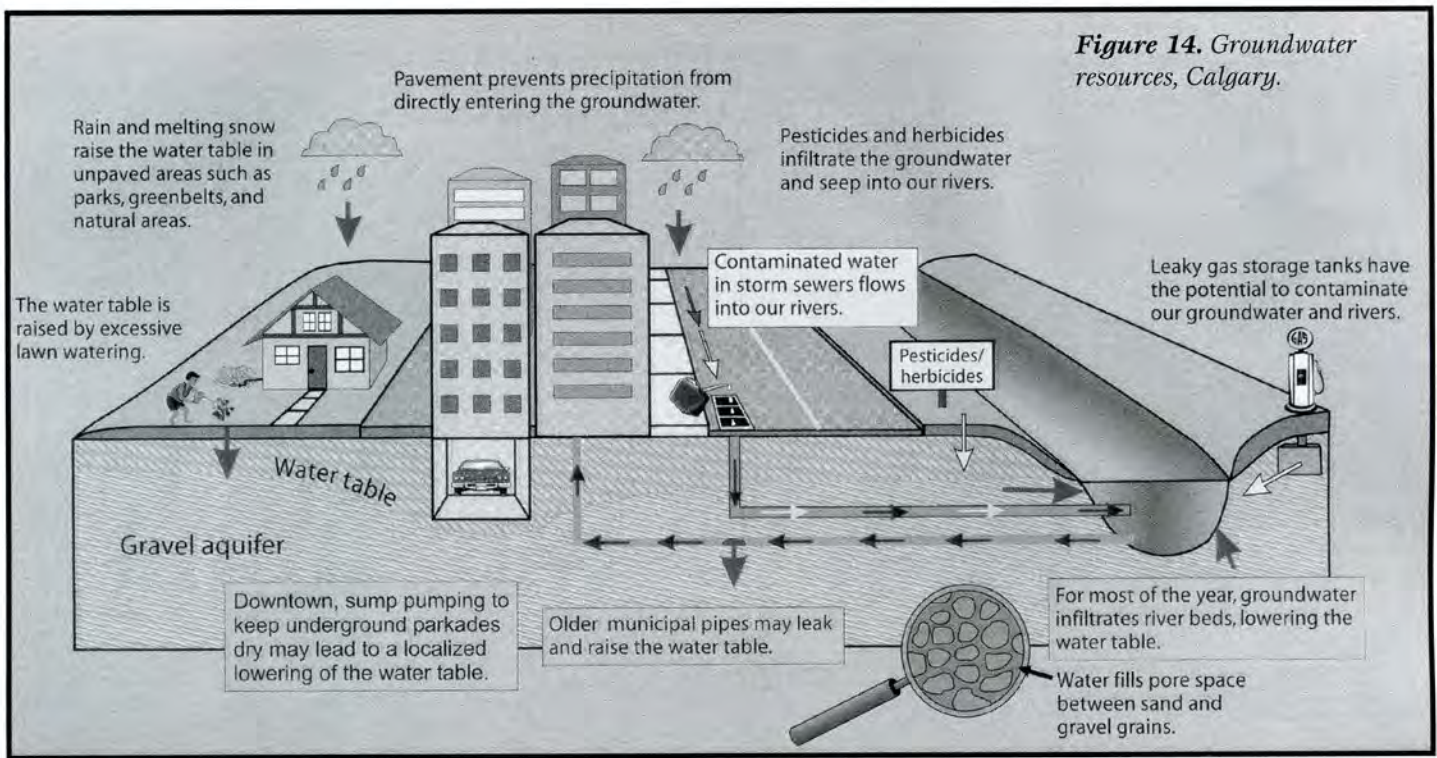 Figure 14. Groundwater
resources, Calgary.
Pavement prevents precipitation from
directly entering the groundwater.
Rain and melting snow
raise the water table in
unpaved areas such as
parks, greenbelts, and
natural areas.
Pesticides and herbicides
infiltrate the groundwater
and seep into our rivers.
Contaminated water
in storm sewers flows
into our rivers.
Leaky gas storage tanks have
the potential to contaminate
our groundwater and rivers.
The water table is
raised by excessive
lawn watering.
GAS
Pesticides/
herbicides
Water table
Gravel aquifer
Downtown, sump pumping to
keep underground parkades
dry may lead to a localized
lowering of the water table.
Older municipal pipes may leak
and raise the water table.
For most of the year, groundwater
infiltrates river beds, lowering the
water table.
Water fills pore space
between sand and
gravel grains.